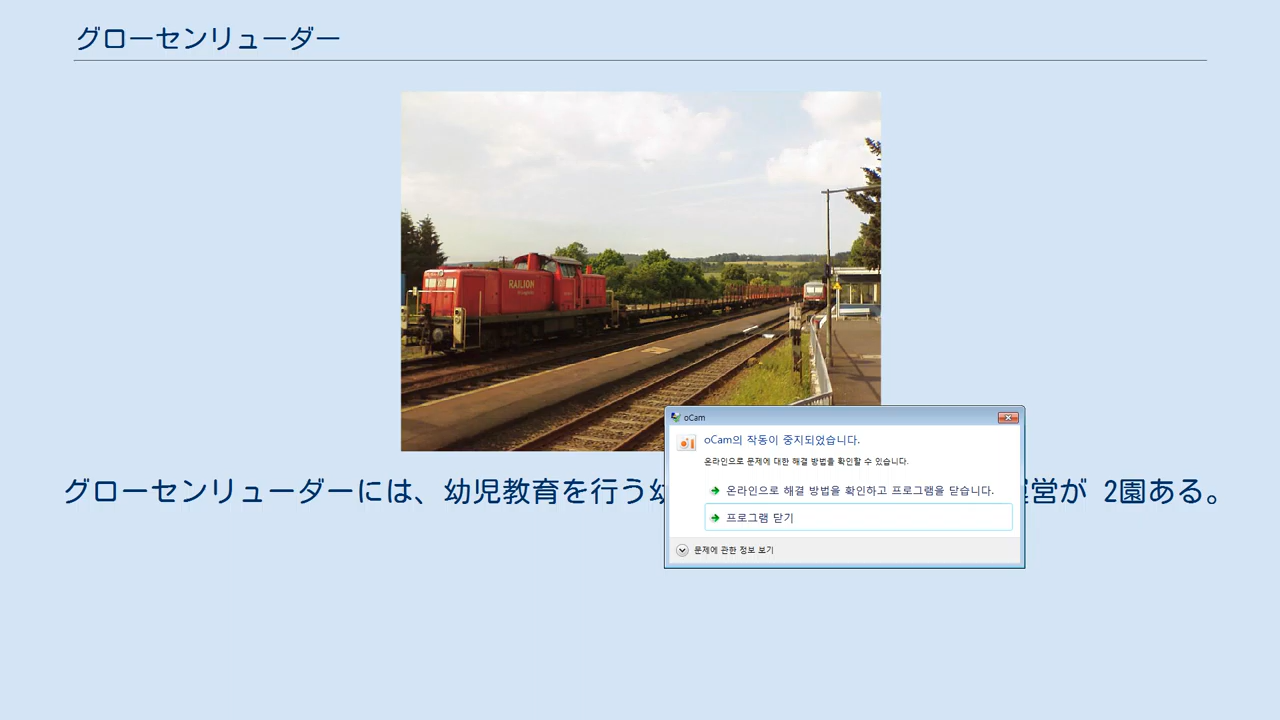 グローセンリューダー
RAILION
グローセンリューダーには、幼児教育を行う
営が 2園ある。
oCam
oCam의 작동이 중지되었습니다.
온라인으로 문제에 대한 해결 방법을 확인할 수 있습니다.
온라인으로 해결 방법을 확인하고 프로그램을 닫습니다.
프로그램 닫기
문제에 관한 정보 보기